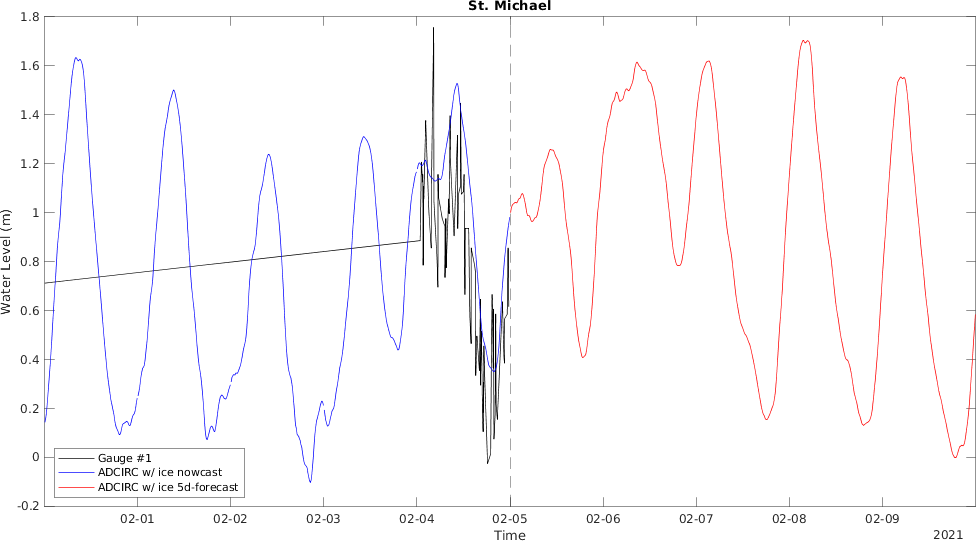 St. Michael
1.8
1.6
1.4
1.2
1
0.8
0.6
0.4
0.2
0
-0.2
Water Level (m)
Gauge #1
ADCIRC w/ ice nowcast
ADCIRC w/ ice 5d-forecast
02-01 02-02 02-03 02-04 02-05 02-06 02-07 02-08 02-09
Time
2021